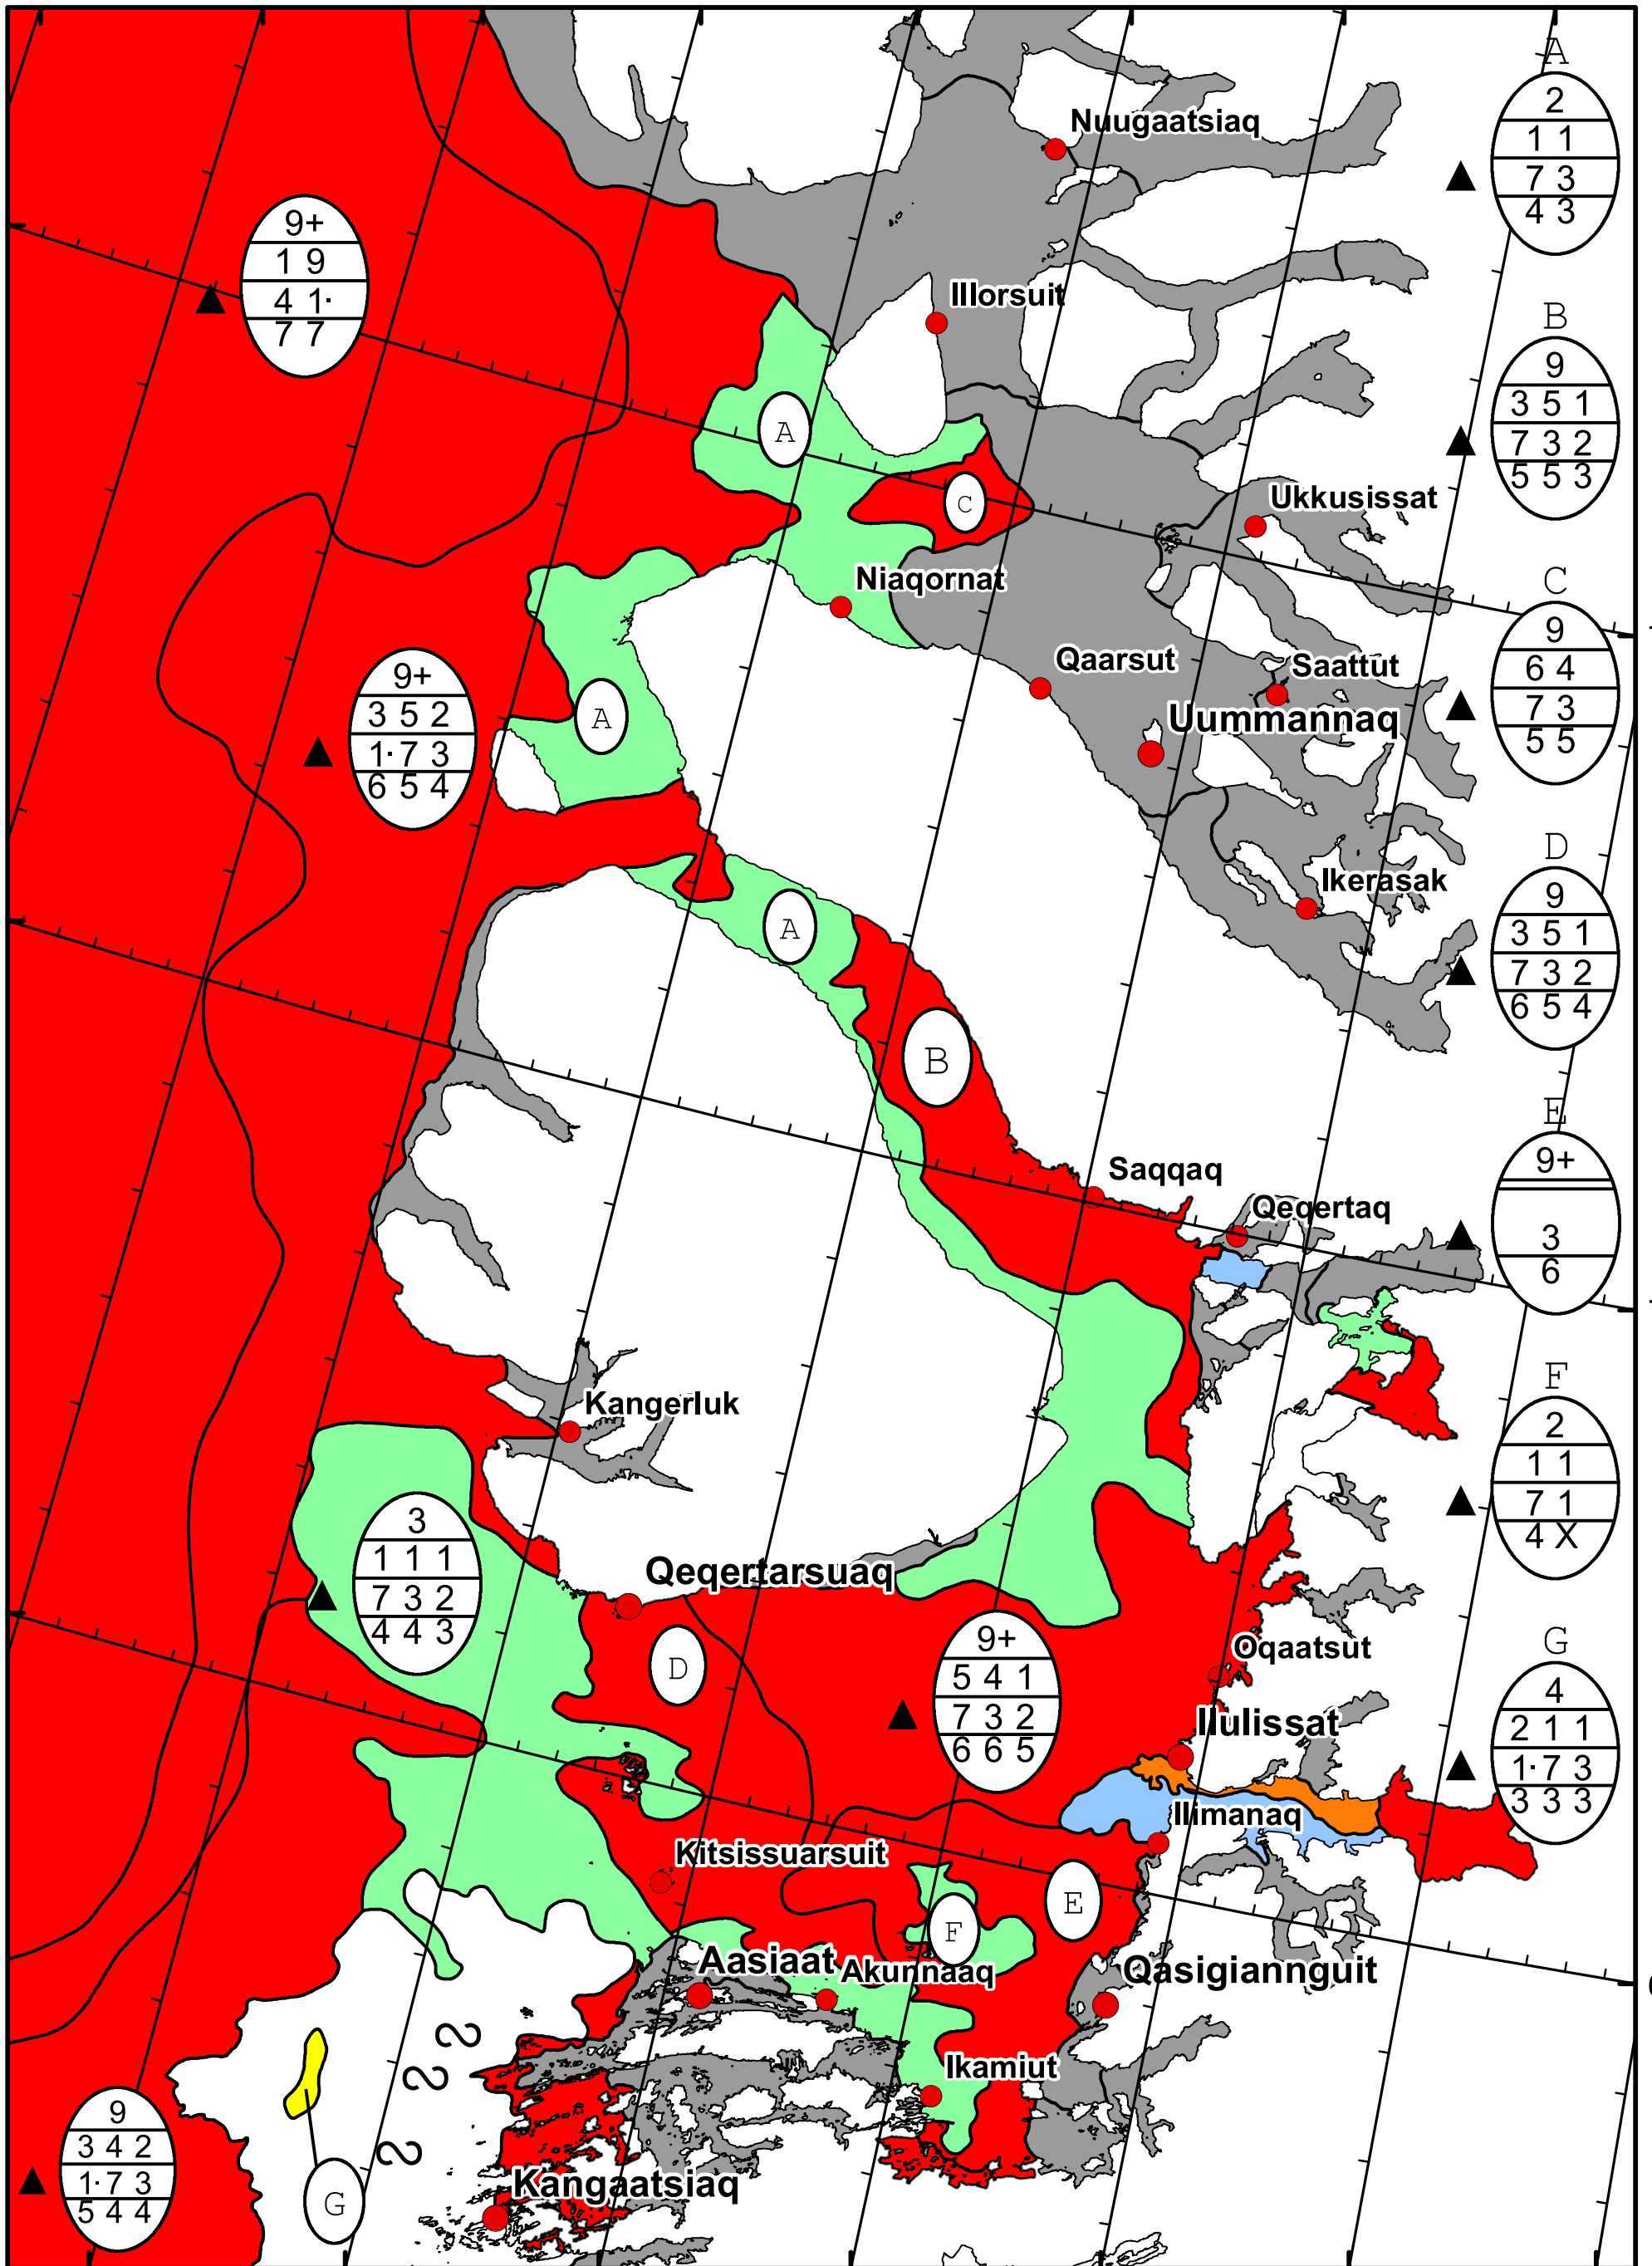 A
2
1 1
7 3
4 3
Nuugaatsiaq
9+
1 9
4 1·
7 7
Illorsuit
B
9
3 5 1
7 3 2
5 5 3
A
C
Ukkusissat
Niaqornat
C
9
6 4
7 3
5 5
Qaarsut
Saattut
Uummannaq
9+
3 5 2
1· 7 3
6 5 4
A
D
9
3 5 1
7 3 2
6 5 4
Ikerasak
A
B
E
9+
3
6
Saqqaq
Qeqertaq
F
2
1 1
7 1
4 X
Kangerluk
3
1 1 1
7 3 2
4 4 3
Qeqertarsuaq
D
9+
5 4 1
7 3 2
6 6 5
Oqaatsut
Ilulissat
G
4
2 1 1
1· 7 3
3 3 3
Ilimanaq
Kitsissuarsuit
E
F
Aasiaat
Akunnaaq
Qasigiannguit
Ikamiut
9
3 4 2
1· 7 3
5 4 4
Kangaatsiaq
G